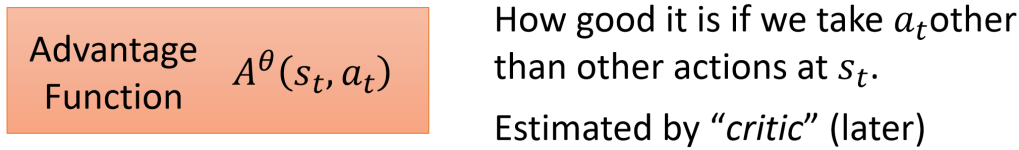 Advantage
Function
A^θ(s_t, a_t)
How good it is if we take a_t other
than other actions at s_t.
Estimated by “critic” (later)